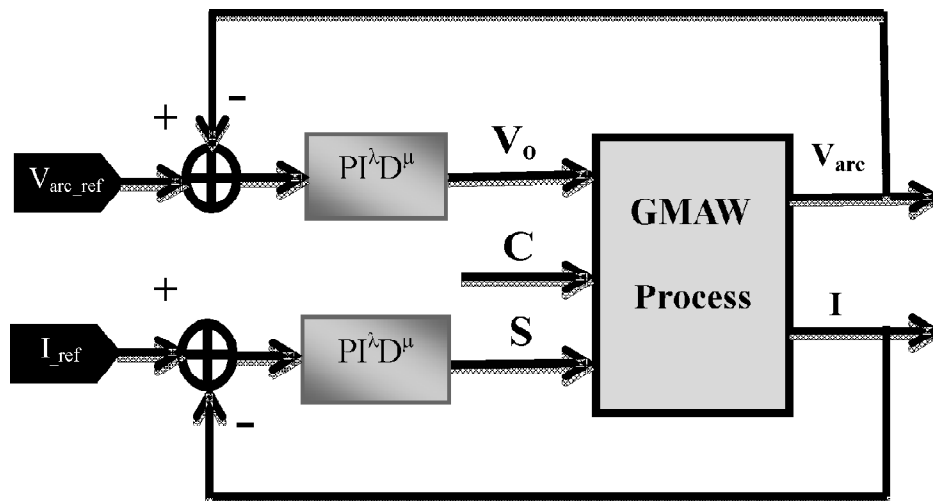 +
-
V_arc_ref
PI^λD^μ
V_o
V_arc
GMAW
Process
C
+
I_ref
PI^λD^μ
S
I
-